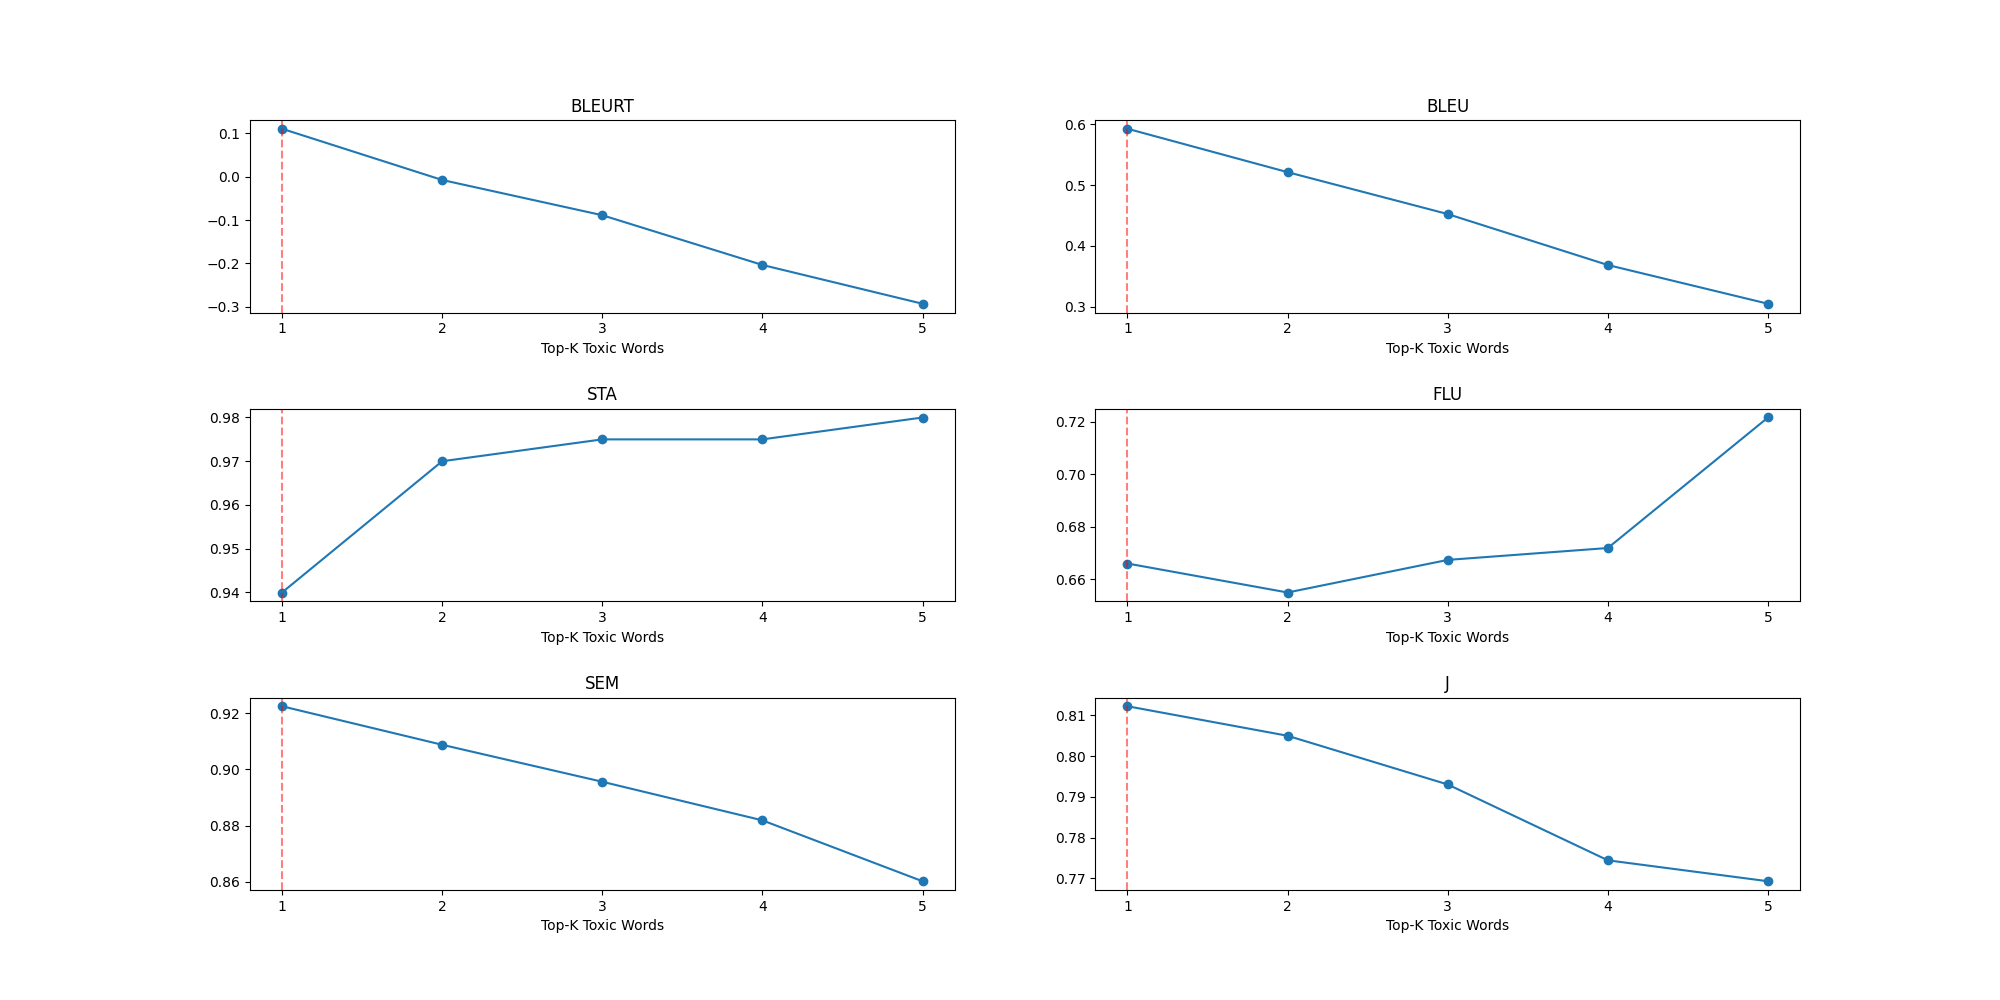 BLEURT
0.1
0.0
−0.1
−0.2
−0.3
1 2 3 4 5
Top-K Toxic Words
BLEU
0.6
0.5
0.4
0.3
1 2 3 4 5
Top-K Toxic Words
STA
0.98
0.97
0.96
0.95
0.94
1 2 3 4 5
Top-K Toxic Words
FLU
0.72
0.70
0.68
0.66
1 2 3 4 5
Top-K Toxic Words
SEM
0.92
0.90
0.88
0.86
1 2 3 4 5
Top-K Toxic Words
J
0.81
0.80
0.79
0.78
0.77
1 2 3 4 5
Top-K Toxic Words